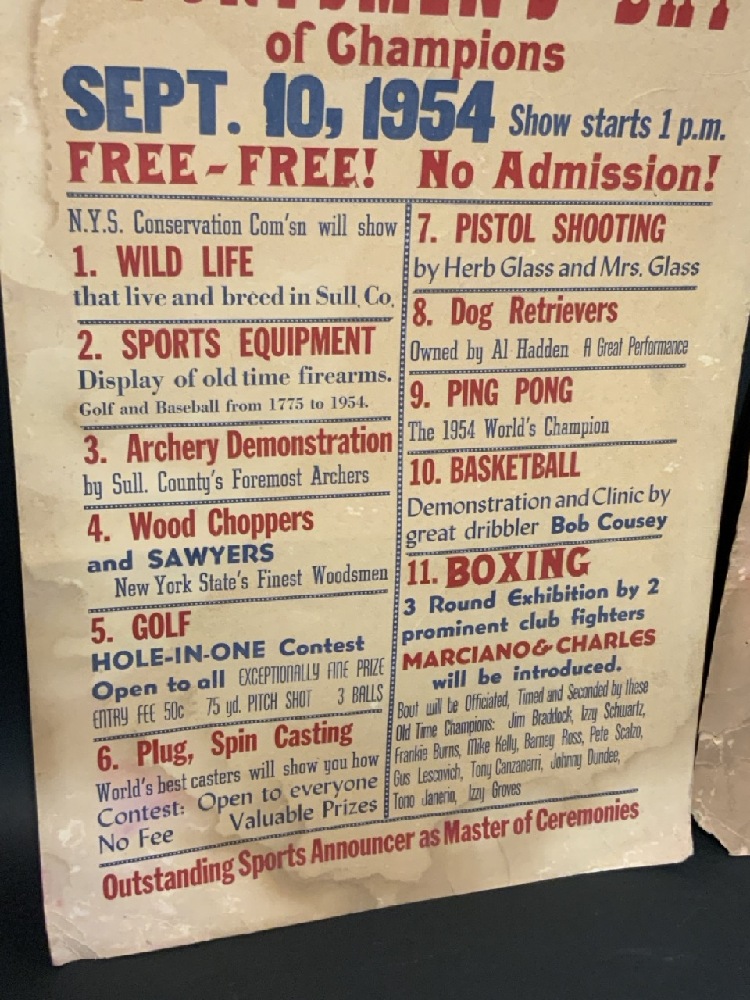 SPORTSMEN'S DAY
of Champions
SEPT. 10, 1954 Show starts 1 p.m.
FREE - FREE! No Admission!
N.Y.S. Conservation Com'sn will show
1. WILD LIFE
that live and breed in Sull. Co.
2. SPORTS EQUIPMENT
Display of old time firearms.
Golf and Baseball from 1775 to 1954.
3. Archery Demonstration
by Sull. County's Foremost Archers
4. Wood Choppers
and SAWYERS
New York State's Finest Woodsmen
5. GOLF
HOLE-IN-ONE Contest
Open to all EXCEPTIONALLY FINE PRIZE
ENTRY FEE 50c 75 yd. PITCH SHOT 3 BALLS
6. Plug, Spin Casting
World's best casters will show you how
Contest: Open to everyone
No Fee Valuable Prizes
7. PISTOL SHOOTING
by Herb Glass and Mrs. Glass
8. Dog Retrievers
Owned by Al Hadden A Great Performance
9. PING PONG
The 1954 World's Champion
10. BASKETBALL
Demonstration and Clinic by
great dribbler Bob Cousey
11. BOXING
3 Round Exhibition by 2
prominent club fighters
MARCIANO & CHARLES
will be introduced.
Bout will be Officiated, Timed and Seconded by these
Old Time Champions: Jim Braddock, Izzy Schwartz,
Frankie Burns, Mike Kelly, Barney Ross, Pete Scalzo,
Gus Lescovich, Tony Canzanerri, Johnny Dundee,
Tono Janeria, Izzy Groves
Outstanding Sports Announcer as Master of Ceremonies